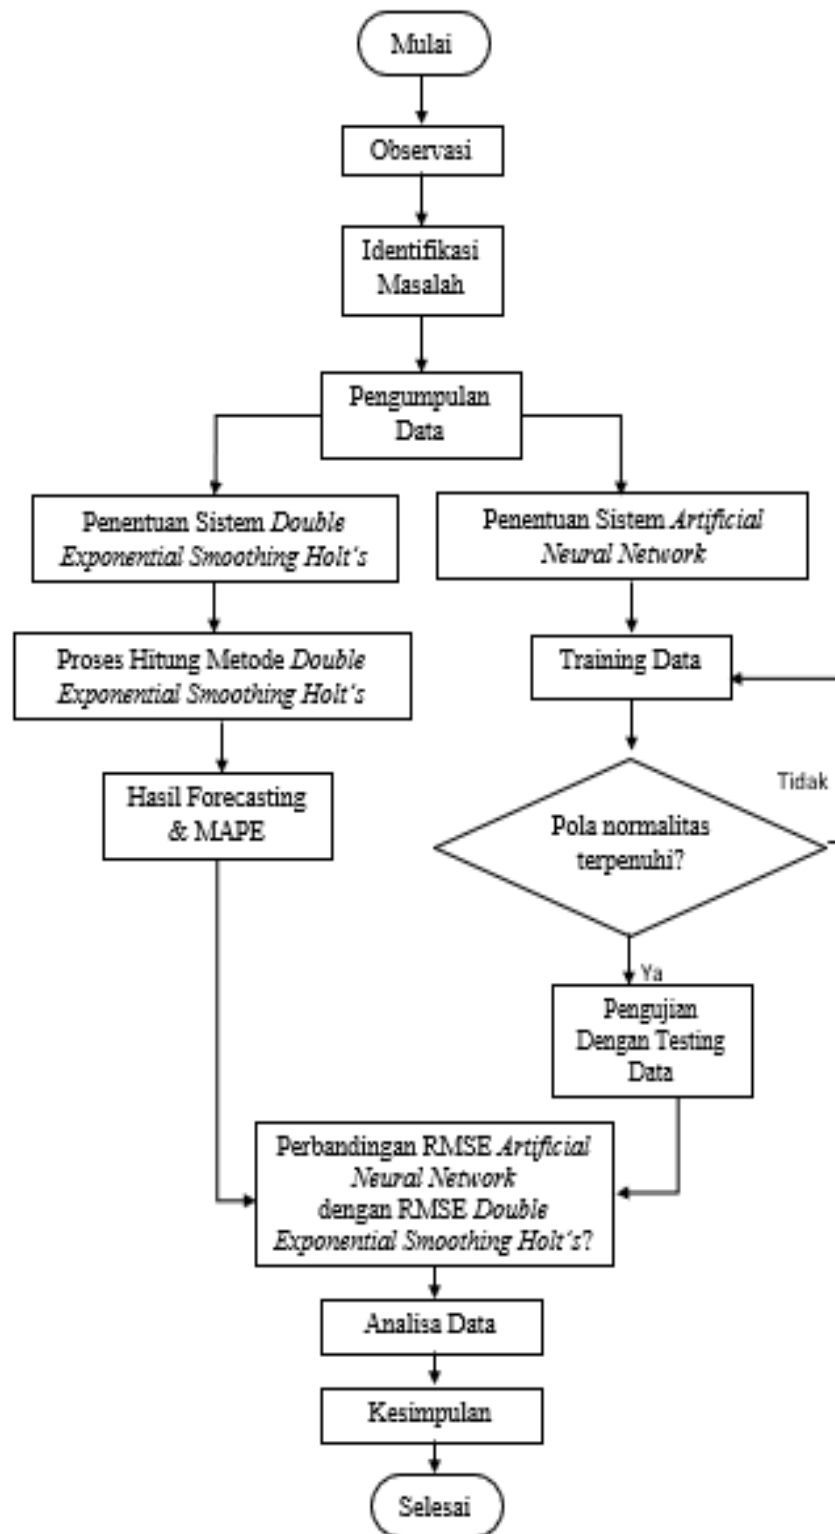 Mulai
Observasi
Identifikasi
Masalah
Pengumpulan
Data
Penentuan Sistem Double
Exponential Smoothing Holt´s
Penentuan Sistem Artificial
Neural Network
Proses Hitung Metode Double
Exponential Smoothing Holt´s
Training Data
Hasil Forecasting
& MAPE
Tidak
Pola normalitas
terpenuhi?
Ya
Pengujian
Dengan Testing
Data
Perbandingan RMSE Artificial
Neural Network
dengan RMSE Double
Exponential Smoothing Holt´s?
Analisa Data
Kesimpulan
Selesai